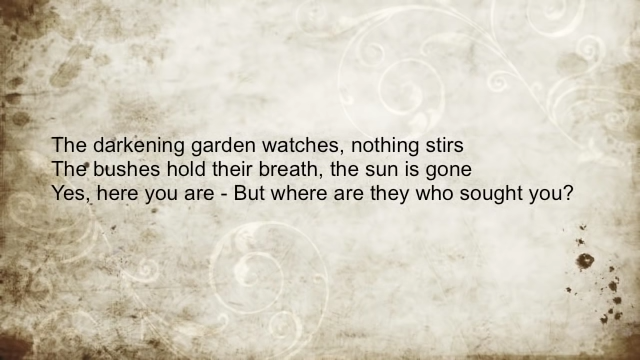 The darkening garden watches, nothing stirs
The bushes hold their breath, the sun is gone
Yes, here you are - But where are they who sought you?